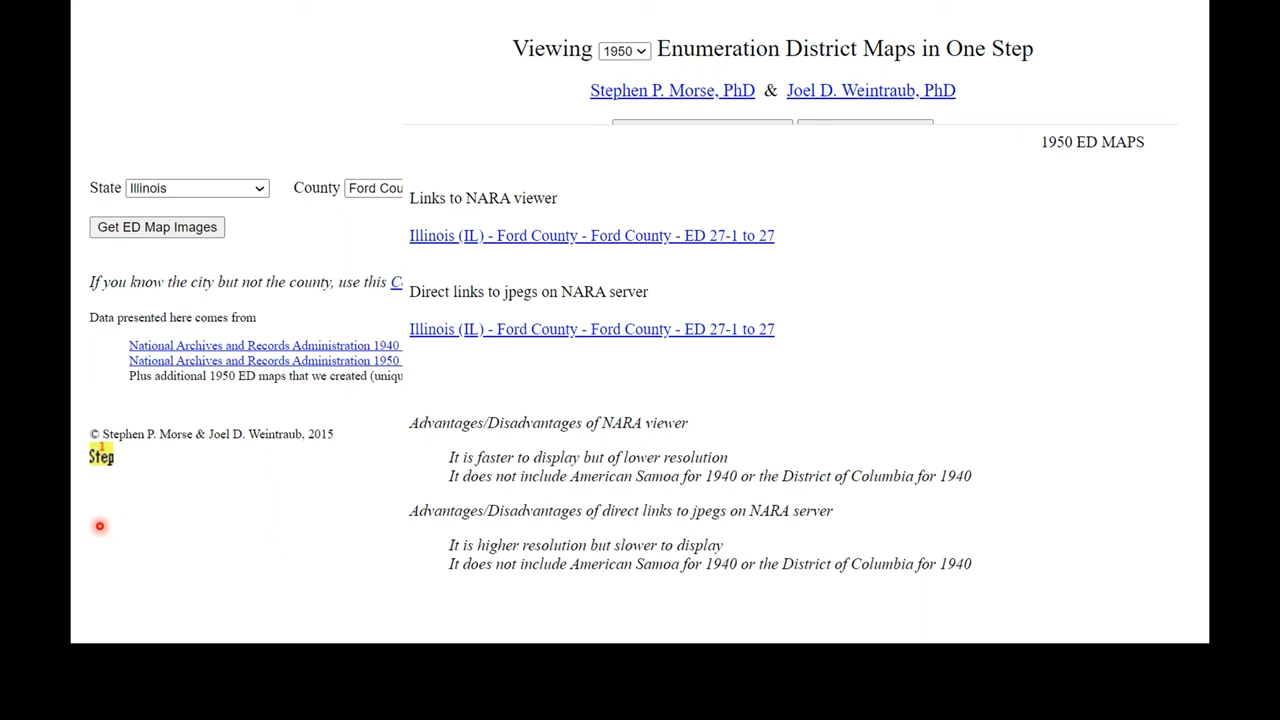 Viewing 1950 Enumeration District Maps in One Step
Stephen P. Morse, PhD & Joel D. Weintraub, PhD
1950 ED MAPS
State Illinois County Ford Cou
Get ED Map Images
If you know the city but not the county, use this
Data presented here comes from
National Archives and Records Administration 1940
National Archives and Records Administration 1950
Plus additional 1950 ED maps that we created (uniqu
© Stephen P. Morse & Joel D. Weintraub, 2015
1
Step
Links to NARA viewer
Illinois (IL) - Ford County - Ford County - ED 27-1 to 27
Direct links to jpegs on NARA server
Illinois (IL) - Ford County - Ford County - ED 27-1 to 27
Advantages/Disadvantages of NARA viewer
It is faster to display but of lower resolution
It does not include American Samoa for 1940 or the District of Columbia for 1940
Advantages/Disadvantages of direct links to jpegs on NARA server
It is higher resolution but slower to display
It does not include American Samoa for 1940 or the District of Columbia for 1940